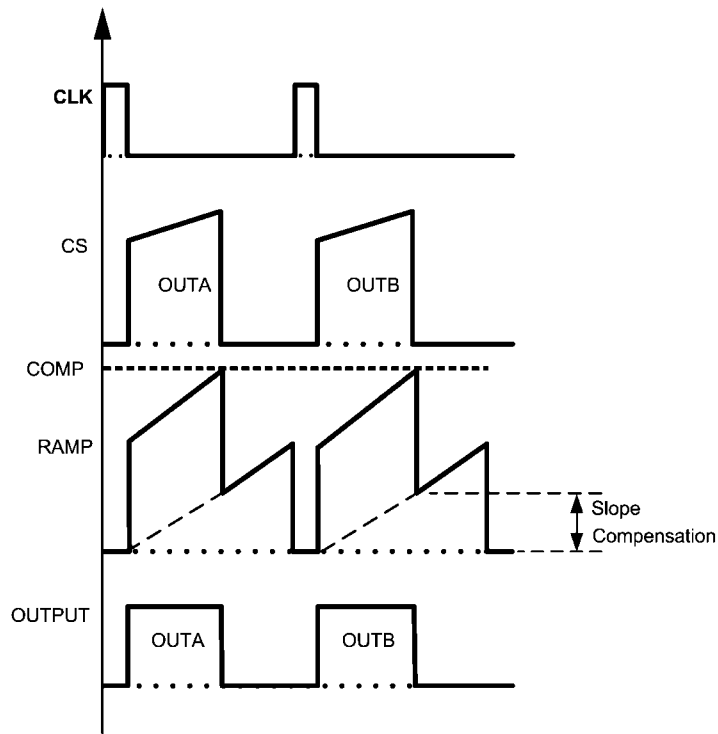 CLK
CS
OUTA
OUTB
COMP
RAMP
Slope
Compensation
OUTPUT
OUTA
OUTB